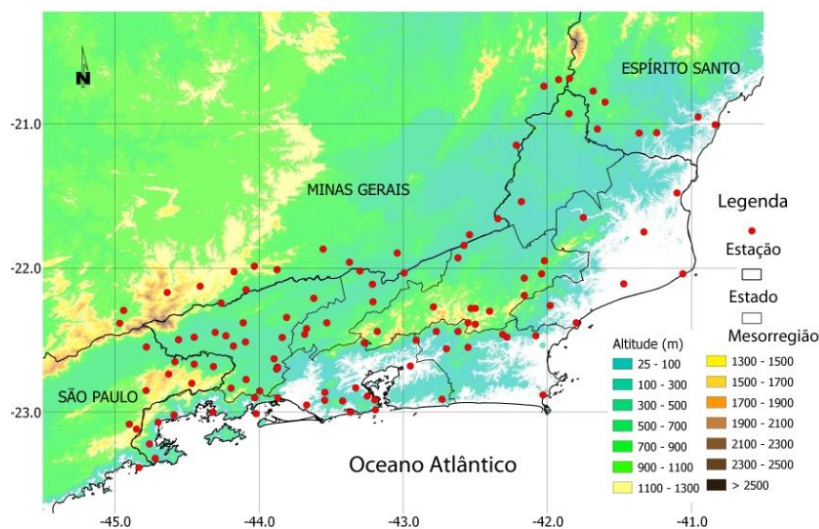 N
ESPÍRITO SANTO
-21.0
MINAS GERAIS
Legenda
Estação
Estado
Mesorregião
-22.0
SÃO PAULO
-23.0
Oceano Atlântico
Altitude (m)
25 - 100
100 - 300
300 - 500
500 - 700
700 - 900
900 - 1100
1100 - 1300
1300 - 1500
1500 - 1700
1700 - 1900
1900 - 2100
2100 - 2300
2300 - 2500
> 2500
-45.0
-44.0
-43.0
-42.0
-41.0